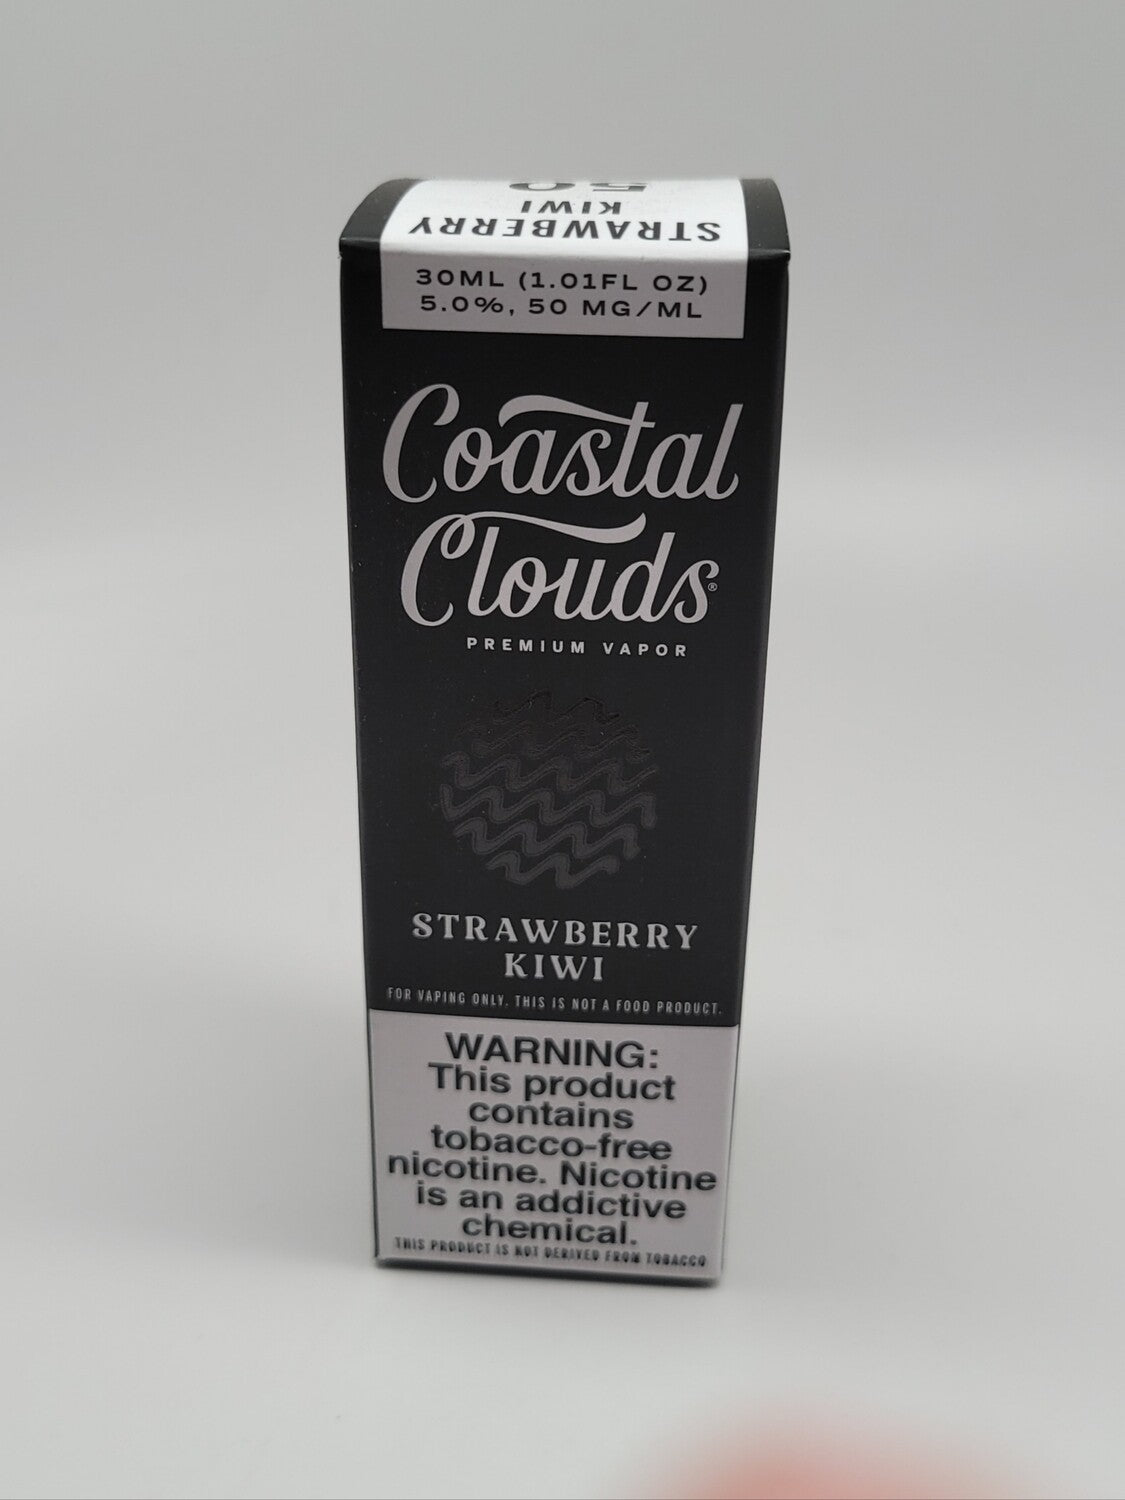 50
STRAWBERRY
KIWI
30ML (1.01FL OZ)
5.0%, 50 MG/ML
Coastal
Clouds®
PREMIUM VAPOR
STRAWBERRY
KIWI
FOR VAPING ONLY. THIS IS NOT A FOOD PRODUCT.
WARNING:
This product
contains
tobacco-free
nicotine. Nicotine
is an addictive
chemical.
THIS PRODUCT IS NOT DERIVED FROM TOBACCO